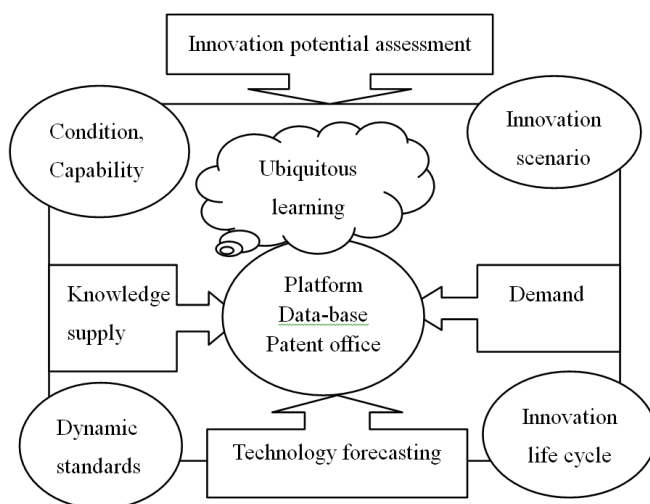 Innovation potential assessment
Condition,
Capability
Innovation
scenario
Ubiquitous
learning
Knowledge
supply
Platform
Data-base
Patent office
Demand
Dynamic
standards
Technology forecasting
Innovation
life cycle